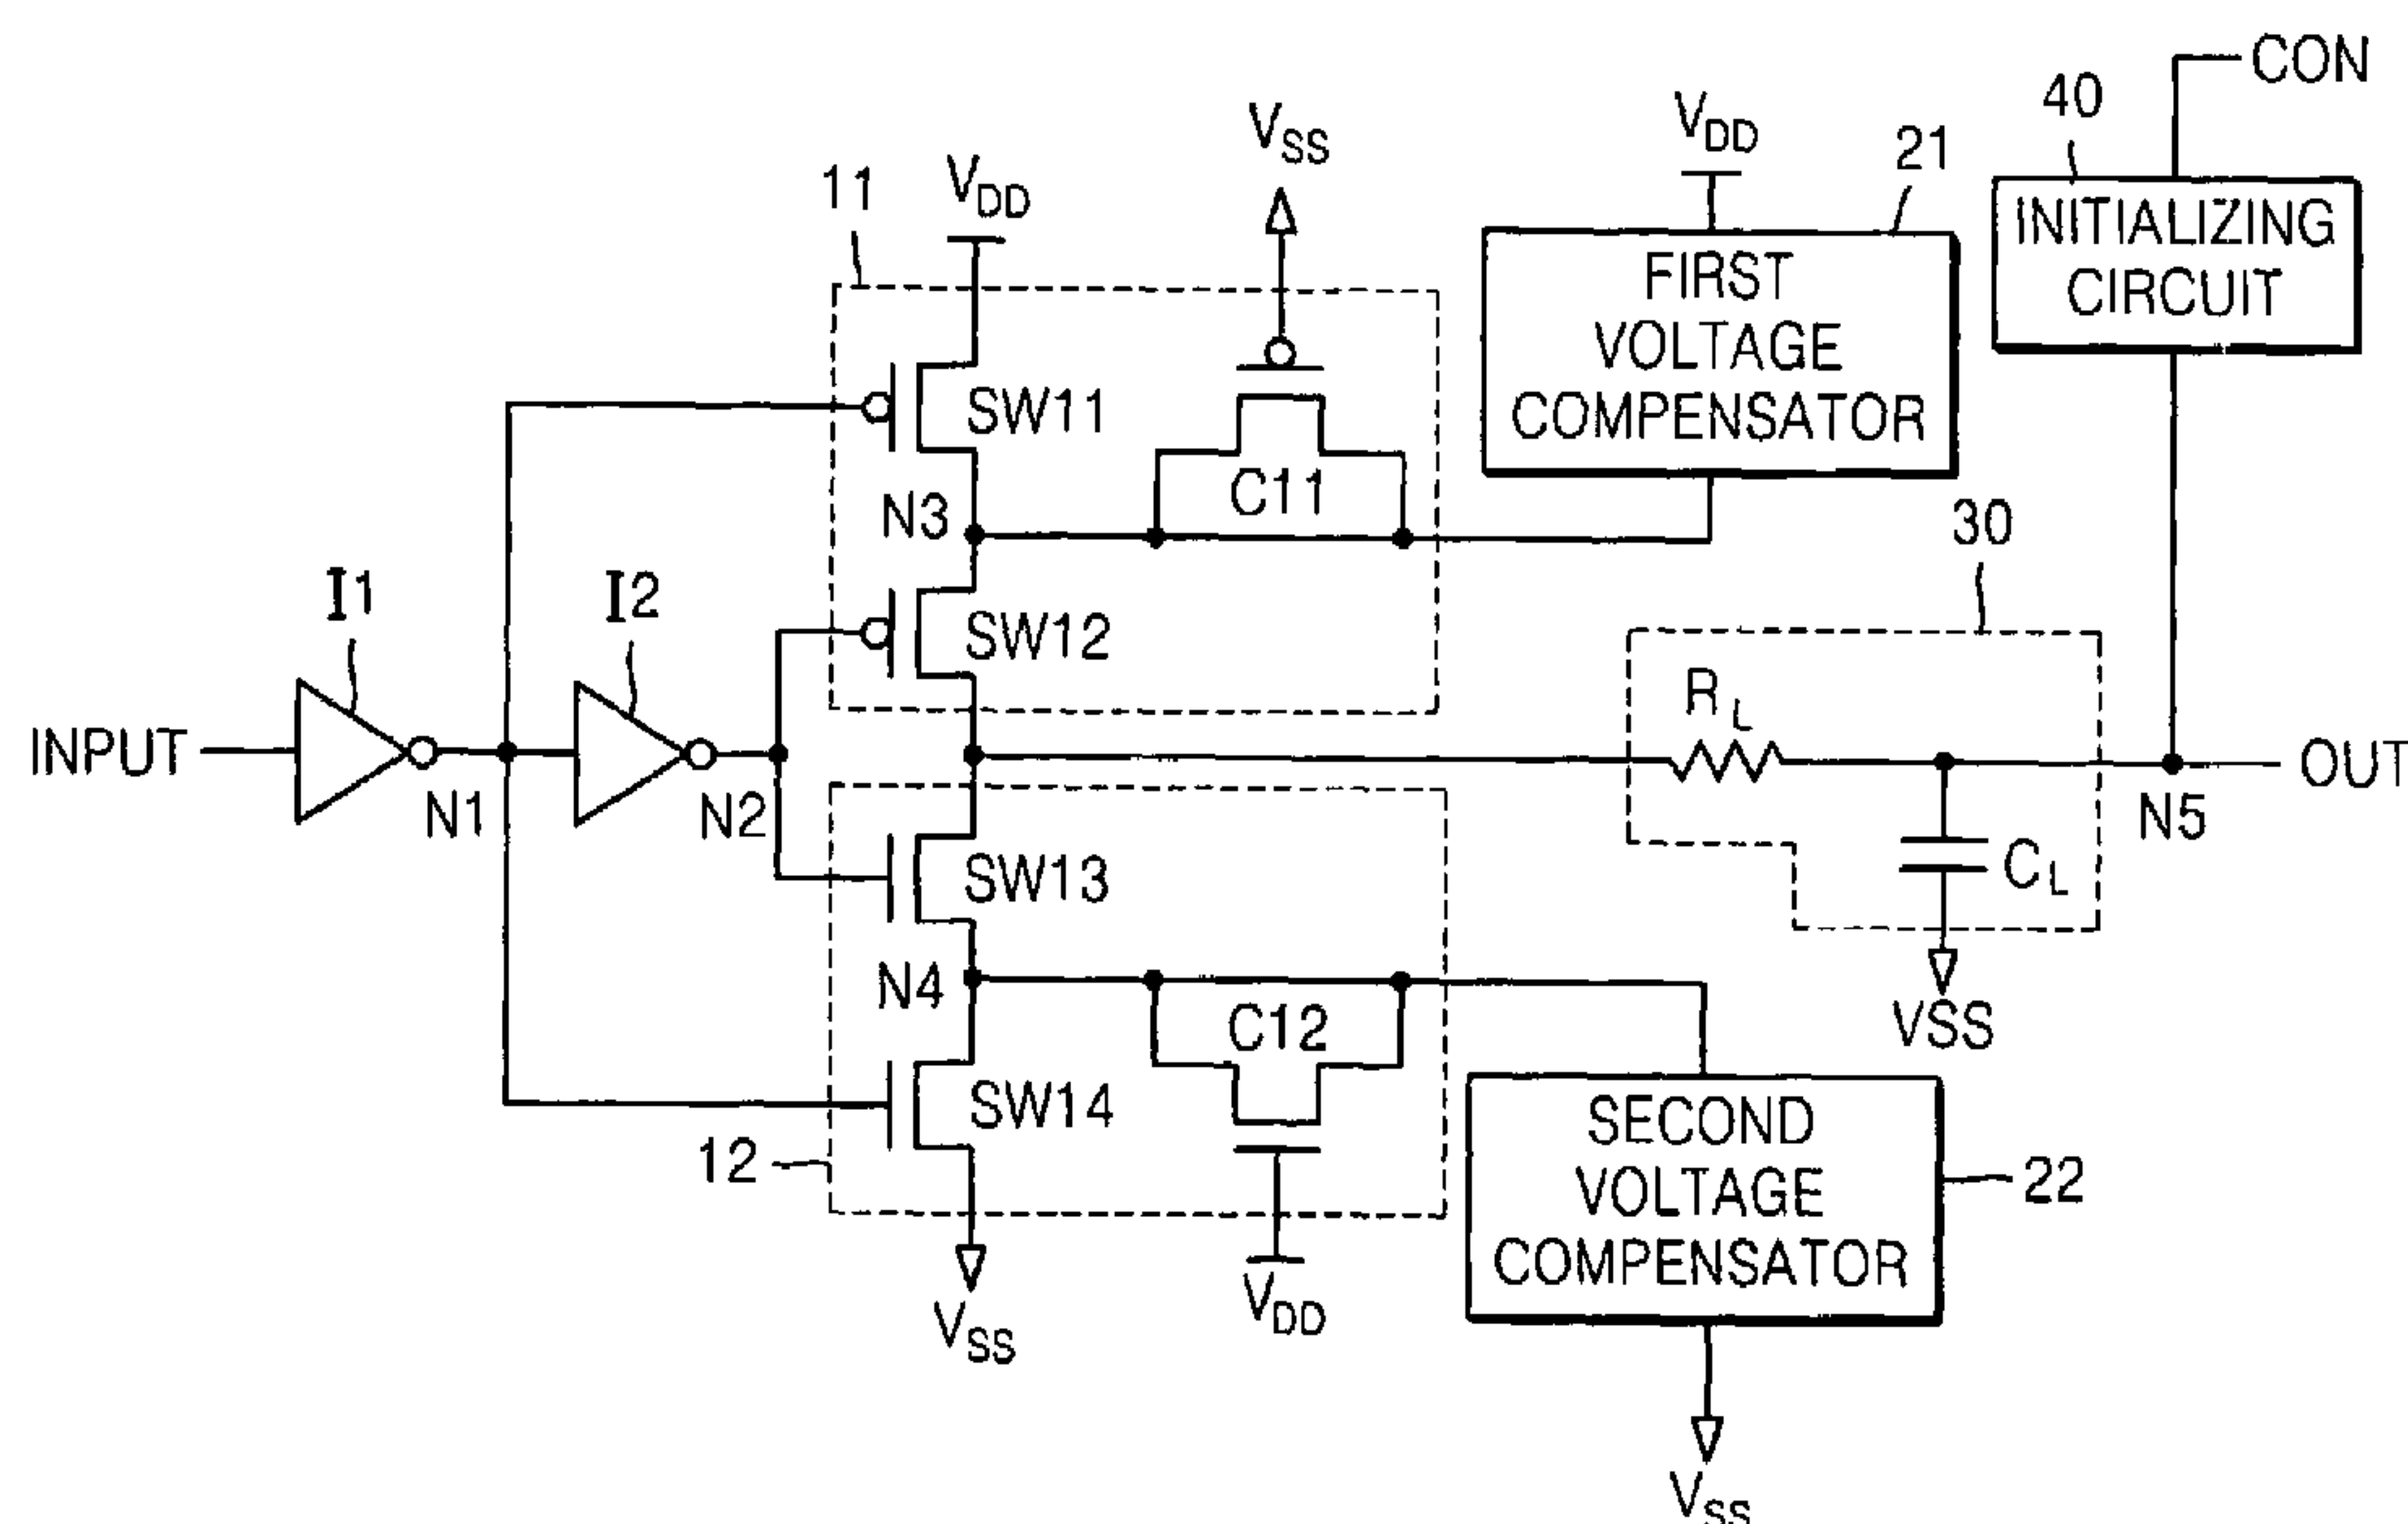 CON
40
VDD
21
VSS
11
VDD
INITIALIZING
CIRCUIT
FIRST
VOLTAGE
COMPENSATOR
SW11
C11
N3
30
I1
I2
SW12
RL
INPUT
OUT
N1
N2
N5
SW13
CL
N4
C12
VSS
SW14
12
SECOND
VOLTAGE
COMPENSATOR
22
VDD
VSS
VSS